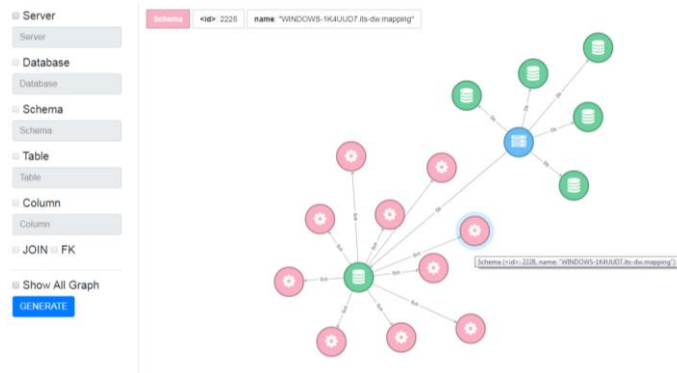 Server
Server
Database
Database
Schema
Schema
Table
Table
Column
Column
JOIN FK
Show All Graph
GENERATE
Schema <id>: 2228 name: "WINDOWS-1K4UUD7.its-dw.mapping"
Schema (<id>: 2228, name: "WINDOWS-1K4UUD7.its-dw.mapping")